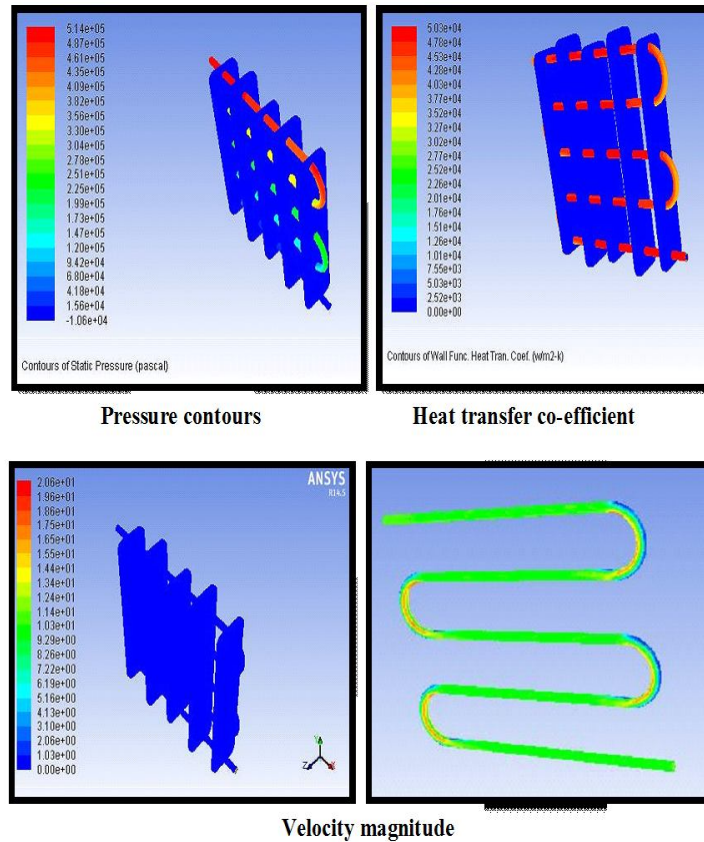 5.14e+05
4.87e+05
4.61e+05
4.35e+05
4.09e+05
3.82e+05
3.56e+05
3.30e+05
3.04e+05
2.78e+05
2.51e+05
2.25e+05
1.99e+05
1.73e+05
1.47e+05
1.20e+05
9.42e+04
6.80e+04
4.18e+04
1.56e+04
-1.06e+04
Contours of Static Pressure (pascal)
5.03e+04
4.78e+04
4.53e+04
4.28e+04
4.03e+04
3.77e+04
3.52e+04
3.27e+04
3.02e+04
2.77e+04
2.52e+04
2.26e+04
2.01e+04
1.76e+04
1.51e+04
1.26e+04
1.01e+04
7.55e+03
5.03e+03
2.52e+03
0.00e+00
Contours of Wall Func. Heat Tran. Coef. (w/m2-k)
Pressure contours
Heat transfer co-efficient
2.06e+01
1.96e+01
1.86e+01
1.75e+01
1.65e+01
1.55e+01
1.44e+01
1.34e+01
1.24e+01
1.14e+01
1.03e+01
9.29e+00
8.26e+00
7.22e+00
6.19e+00
5.16e+00
4.13e+00
3.10e+00
2.06e+00
1.03e+00
0.00e+00
ANSYS
R14.5
Y
Z
X
Velocity magnitude